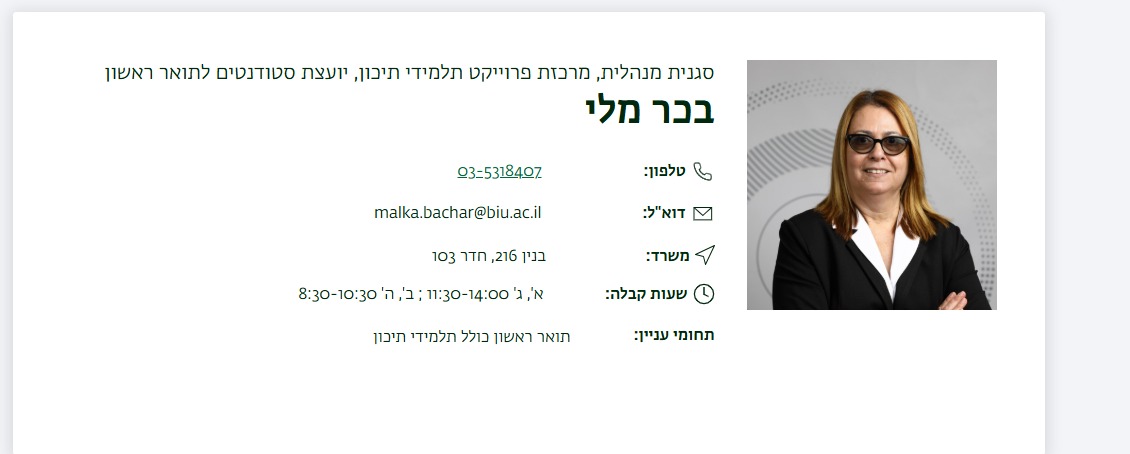 סגנית מנהלית, מרכזת פרוייקט תלמידי תיכון, יועצת סטודנטים לתואר ראשון
בכר מלי
טלפון: 03-5318407
דוא"ל: malka.bachar@biu.ac.il
משרד: בנין 216, חדר 103
שעות קבלה: א', ג' 11:30-14:00 ; ב', ה' 8:30-10:30
תחומי עניין: תואר ראשון כולל תלמידי תיכון